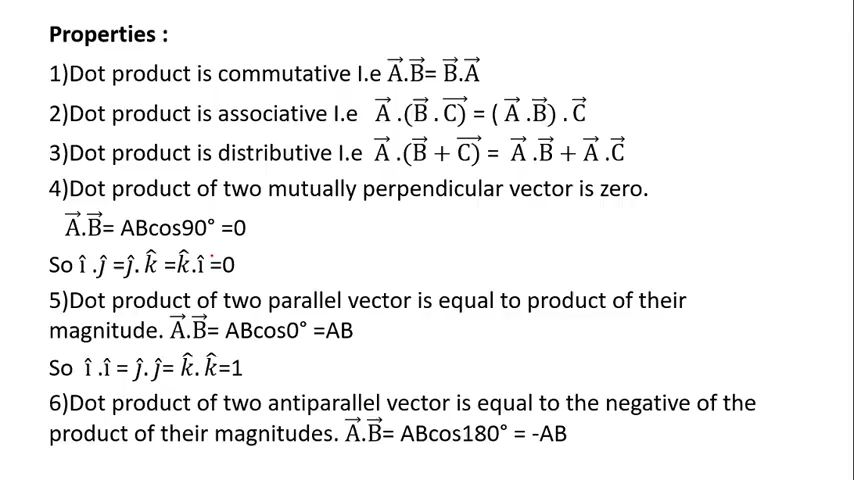 Properties :
1)Dot product is commutative I.e A⃗.B⃗= B⃗.A⃗
2)Dot product is associative I.e A⃗ .(B⃗ . C⃗) = ( A⃗ .B⃗) . C⃗
3)Dot product is distributive I.e A⃗ .(B⃗ + C⃗) = A⃗ .B⃗ + A⃗ .C⃗
4)Dot product of two mutually perpendicular vector is zero.
A⃗.B⃗= ABcos90° =0
So î .ĵ =ĵ. k̂ =k̂.î =0
5)Dot product of two parallel vector is equal to product of their
magnitude. A⃗.B⃗= ABcos0° =AB
So î .î = ĵ. ĵ= k̂. k̂=1
6)Dot product of two antiparallel vector is equal to the negative of the
product of their magnitudes. A⃗.B⃗= ABcos180° = -AB